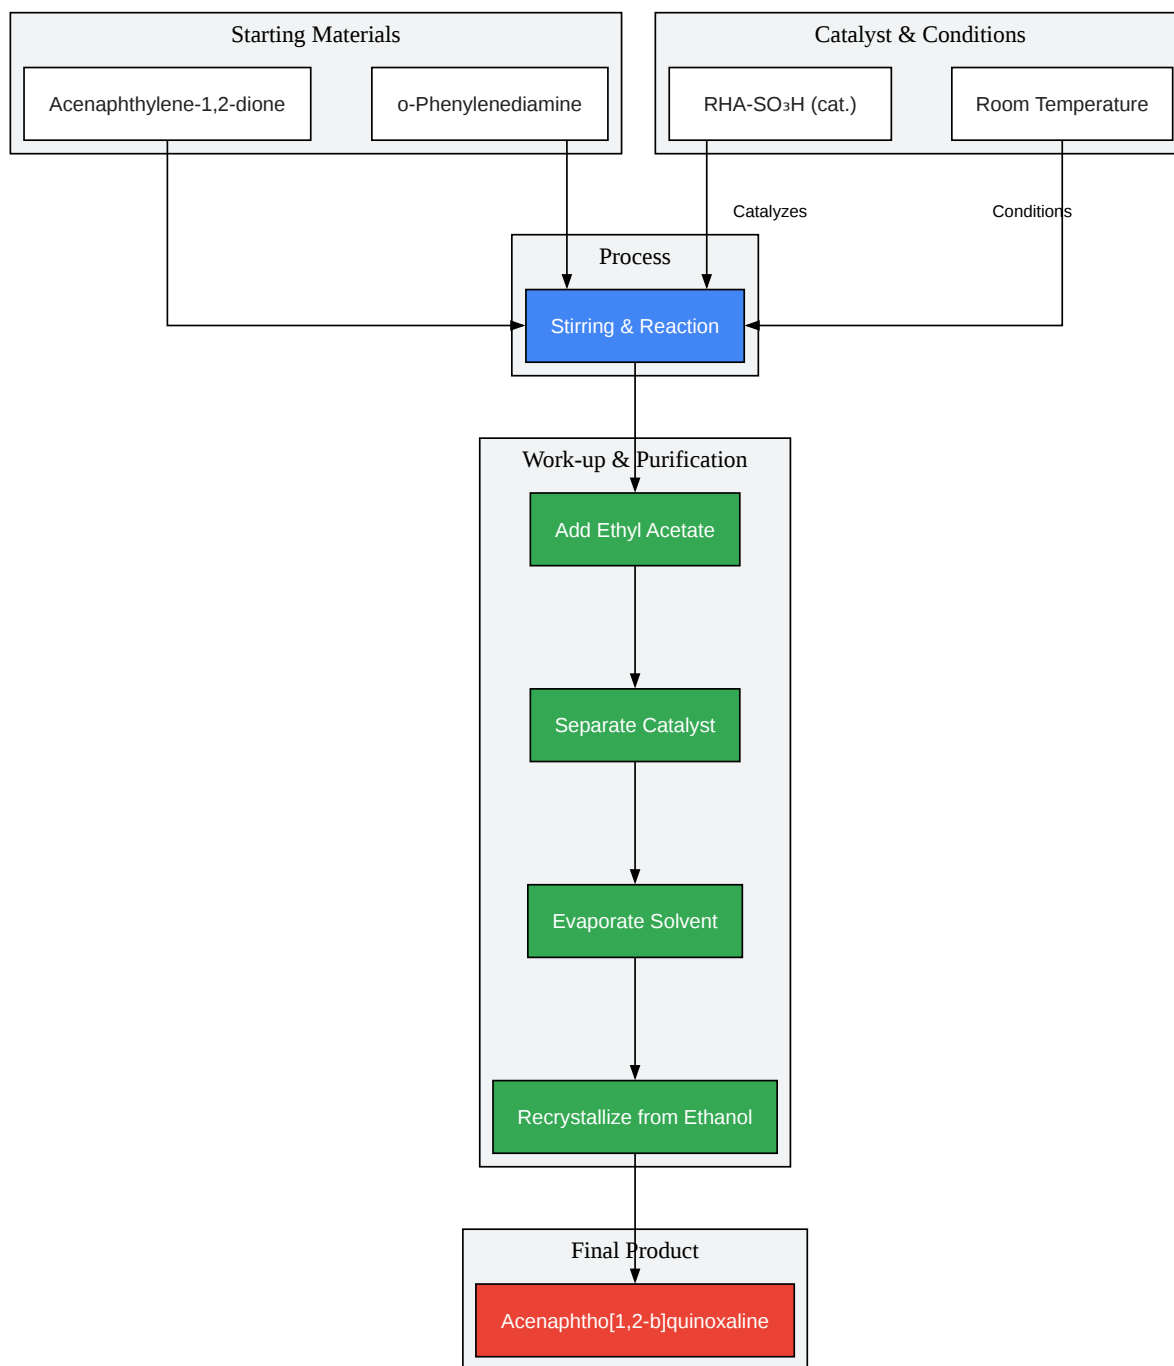 Starting Materials
Catalyst & Conditions
Acenaphthylene-1,2-dione
o-Phenylenediamine
RHA-SO₃H (cat.)
Room Temperature
Catalyzes
Conditions
Process
Stirring & Reaction
Work-up & Purification
Add Ethyl Acetate
Separate Catalyst
Evaporate Solvent
Recrystallize from Ethanol
Final Product
Acenaphtho[1,2-b]quinoxaline